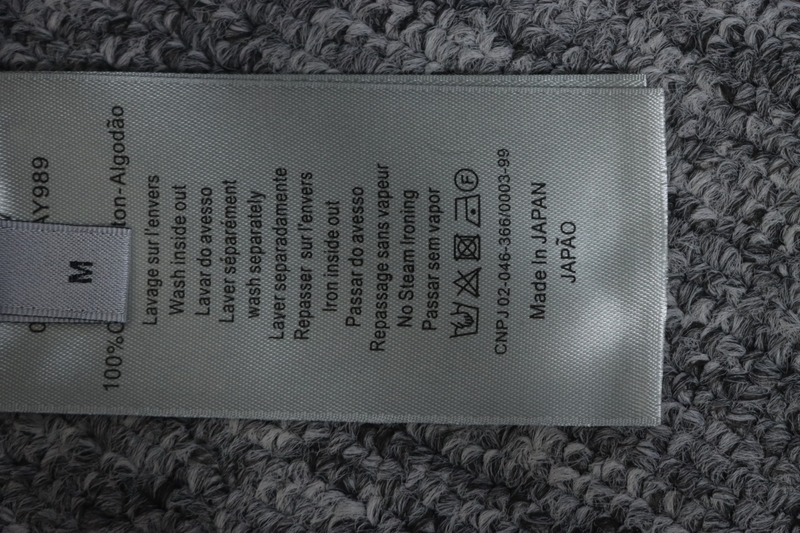 AY989
M
100%
ton-Algodão
Lavage sur l'envers
Wash inside out
Lavar do avesso
Laver séparément
wash separately
Laver separadamente
Repasser sur l'envers
Iron inside out
Passar do avesso
Repassage sans vapeur
No Steam Ironing
Passar sem vapor
F
CNPJ 02-046-366/0003-99
Made In JAPAN
JAPÃO